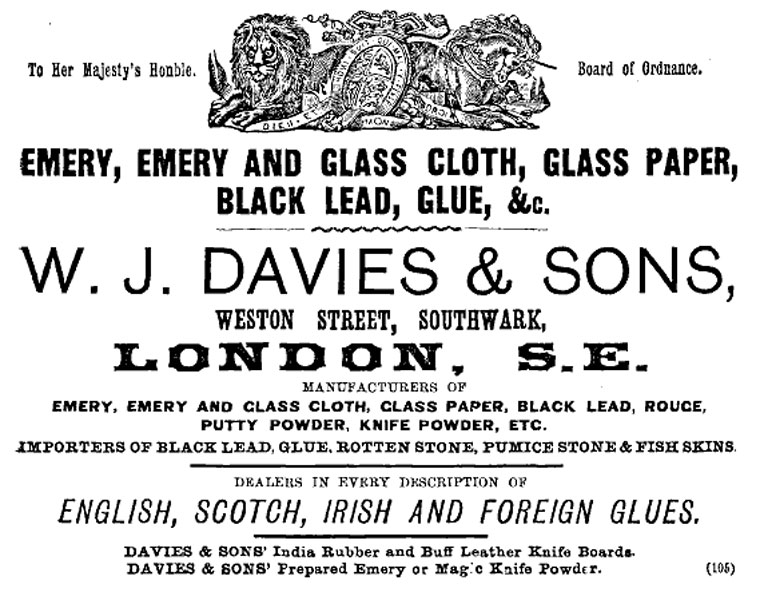 To Her Majesty's Honble. Board of Ordnance.
DIEU ET MON DROIT
EMERY, EMERY AND GLASS CLOTH, GLASS PAPER,
BLACK LEAD, GLUE, &c.
W. J. DAVIES & SONS,
WESTON STREET, SOUTHWARK,
LONDON, S.E.
MANUFACTURERS OF
EMERY, EMERY AND GLASS CLOTH, GLASS PAPER, BLACK LEAD, ROUGE,
PUTTY POWDER, KNIFE POWDER, ETC.
IMPORTERS OF BLACK LEAD, GLUE, ROTTEN STONE, PUMICE STONE & FISH SKINS.
DEALERS IN EVERY DESCRIPTION OF
ENGLISH, SCOTCH, IRISH AND FOREIGN GLUES.
DAVIES & SONS' India Rubber and Buff Leather Knife Boards.
DAVIES & SONS' Prepared Emery or Magic Knife Powder. (105)